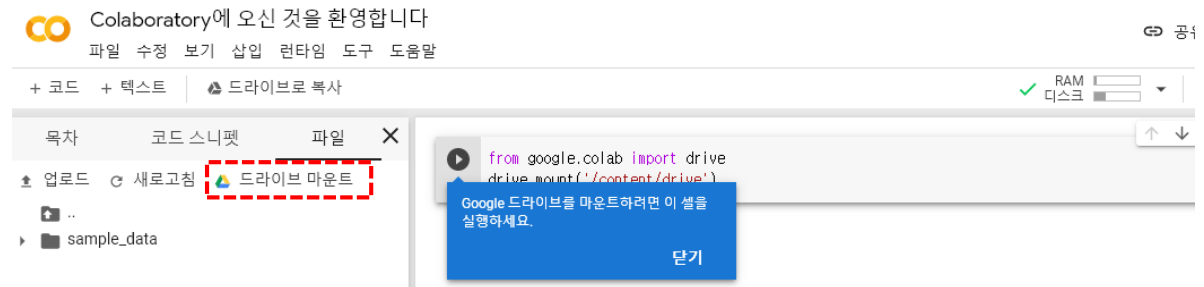 CO Colaboratory에 오신 것을 환영합니다
파일 수정 보기 삽입 런타임 도구 도움말
+ 코드 + 텍스트 드라이브로 복사
RAM
디스크
목차 코드 스니펫 파일 X
업로드 새로고침 드라이브 마운트
..
sample_data
from google.colab import drive
drive.mount('/content/drive')
Google 드라이브를 마운트하려면 이 셀을
실행하세요.
닫기